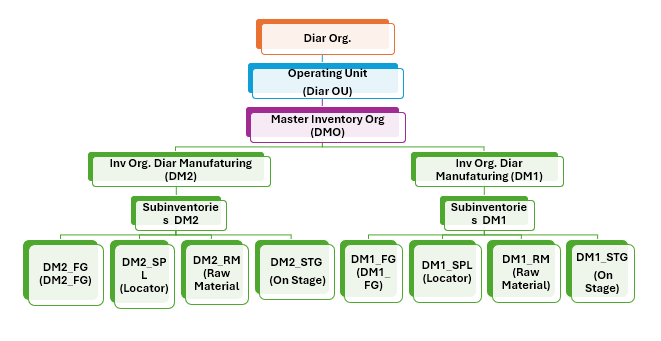 Diar Org.
Operating Unit
(Diar OU)
Master Inventory Org
(DMO)
Inv Org. Diar Manufaturing
(DM2)
Inv Org. Diar
Manufaturing (DM1)
Subinventorie
s DM2
Subinventorie
s DM1
DM2_FG
(DM2_FG)
DM2_SP
L
(Locator)
DM2_RM
(Raw
Material
DM2_STG
(On Stage)
DM1_FG
(DM1_
FG)
DM1_SPL
(Locator)
DM1_RM
(Raw
Material)
DM1_STG
(On
Stage)